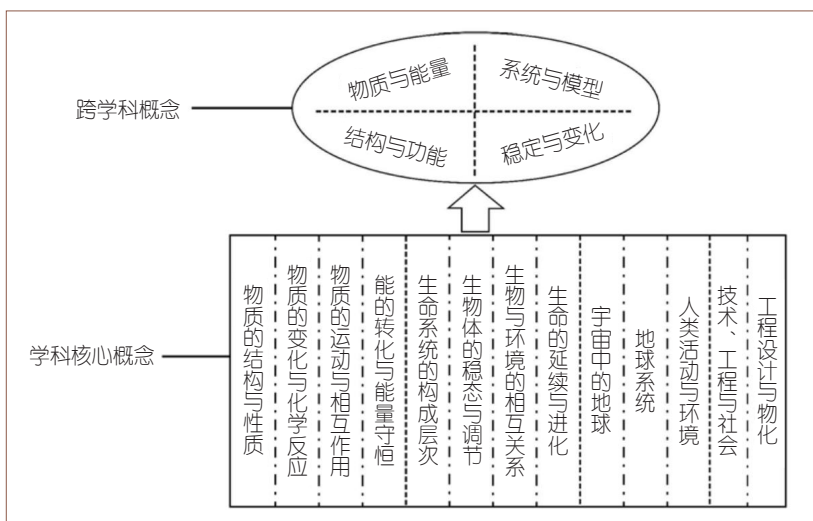 跨学科概念
物质与能量
系统与模型
结构与功能
稳定与变化
学科核心概念
物质的结构与性质
物质的变化与化学反应
物质的运动与相互作用
能的转化与能量守恒
生命系统的构成层次
生物体的稳态与调节
生物与环境的相互关系
生命的延续与进化
宇宙中的地球
地球系统
人类活动与环境
技术、工程与社会
工程设计与物化